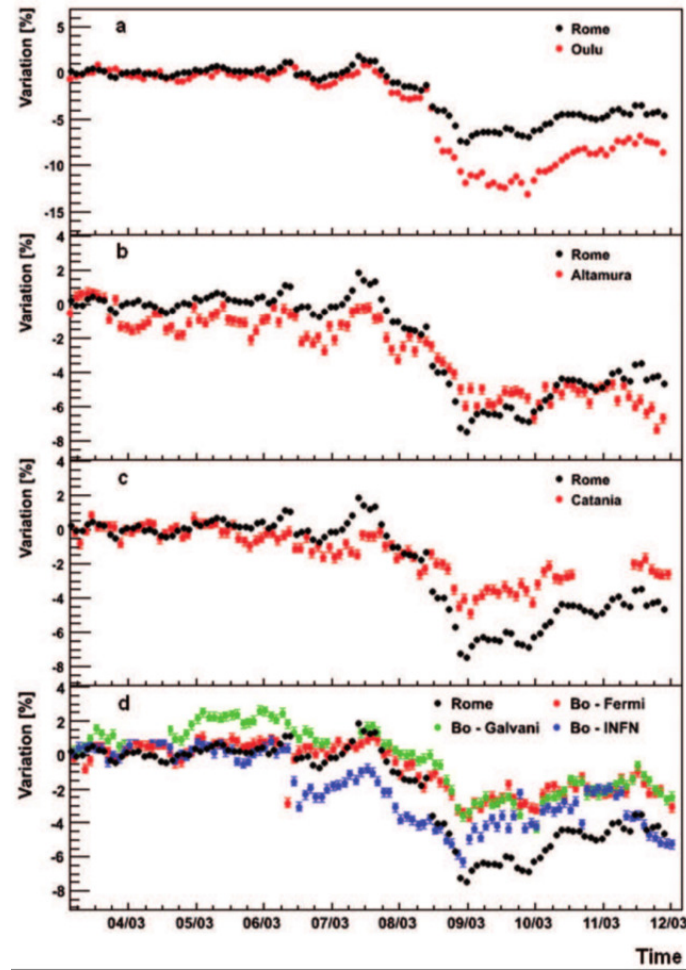 a
Rome
Oulu
Variation [%]
5
0
-5
-10
-15
b
Rome
Altamura
Variation [%]
4
2
0
-2
-4
-6
-8
c
Rome
Catania
Variation [%]
4
2
0
-2
-4
-6
-8
d
Rome
Bo - Fermi
Bo - Galvani
Bo - INFN
Variation [%]
4
2
0
-2
-4
-6
-8
04/03 05/03 06/03 07/03 08/03 09/03 10/03 11/03 12/03
Time